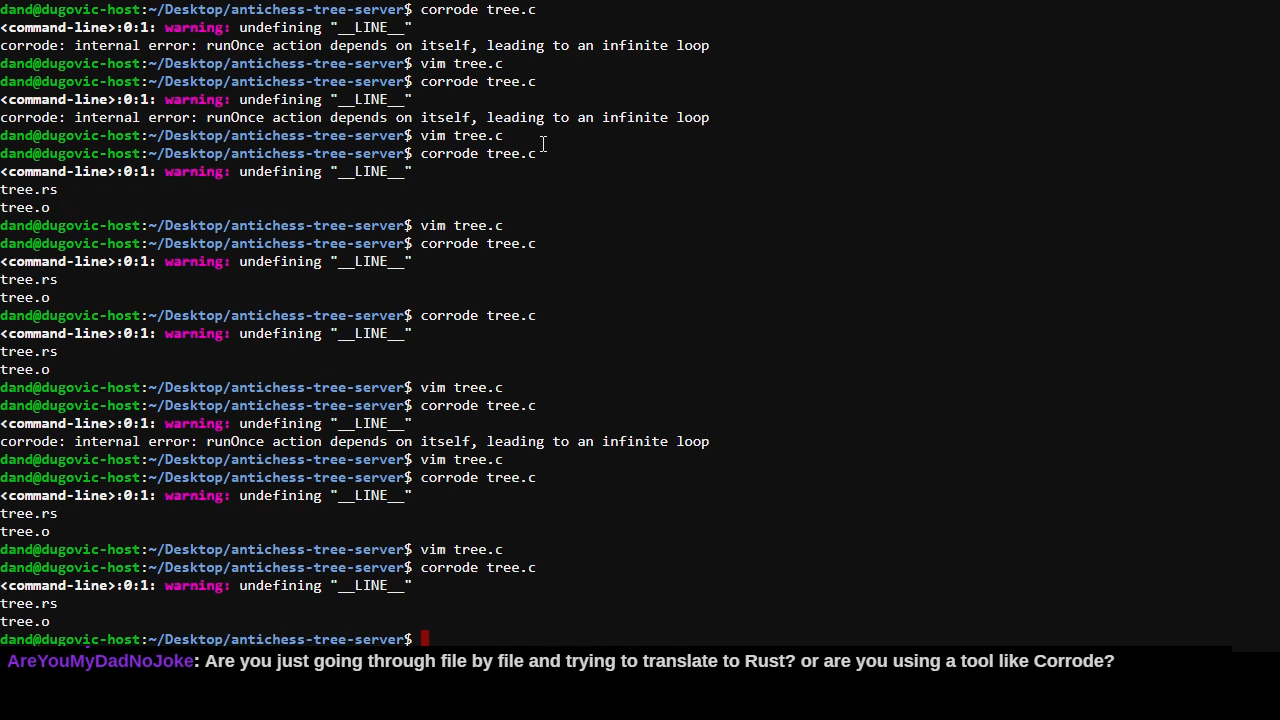 dand@dugovic-host:~/Desktop/antichess-tree-server$ corrode tree.c
<command-line>:0:1: warning: undefining "__LINE__"
corrode: internal error: runOnce action depends on itself, leading to an infinite loop
dand@dugovic-host:~/Desktop/antichess-tree-server$ vim tree.c
dand@dugovic-host:~/Desktop/antichess-tree-server$ corrode tree.c
<command-line>:0:1: warning: undefining "__LINE__"
corrode: internal error: runOnce action depends on itself, leading to an infinite loop
dand@dugovic-host:~/Desktop/antichess-tree-server$ vim tree.c
dand@dugovic-host:~/Desktop/antichess-tree-server$ corrode tree.c
<command-line>:0:1: warning: undefining "__LINE__"
tree.rs
tree.o
dand@dugovic-host:~/Desktop/antichess-tree-server$ vim tree.c
dand@dugovic-host:~/Desktop/antichess-tree-server$ corrode tree.c
<command-line>:0:1: warning: undefining "__LINE__"
tree.rs
tree.o
dand@dugovic-host:~/Desktop/antichess-tree-server$ corrode tree.c
<command-line>:0:1: warning: undefining "__LINE__"
tree.rs
tree.o
dand@dugovic-host:~/Desktop/antichess-tree-server$ vim tree.c
dand@dugovic-host:~/Desktop/antichess-tree-server$ corrode tree.c
<command-line>:0:1: warning: undefining "__LINE__"
corrode: internal error: runOnce action depends on itself, leading to an infinite loop
dand@dugovic-host:~/Desktop/antichess-tree-server$ vim tree.c
dand@dugovic-host:~/Desktop/antichess-tree-server$ corrode tree.c
<command-line>:0:1: warning: undefining "__LINE__"
tree.rs
tree.o
dand@dugovic-host:~/Desktop/antichess-tree-server$ vim tree.c
dand@dugovic-host:~/Desktop/antichess-tree-server$ corrode tree.c
<command-line>:0:1: warning: undefining "__LINE__"
tree.rs
tree.o
dand@dugovic-host:~/Desktop/antichess-tree-server$
AreYouMyDadNoJoke: Are you just going through file by file and trying to translate to Rust? or are you using a tool like Corrode?